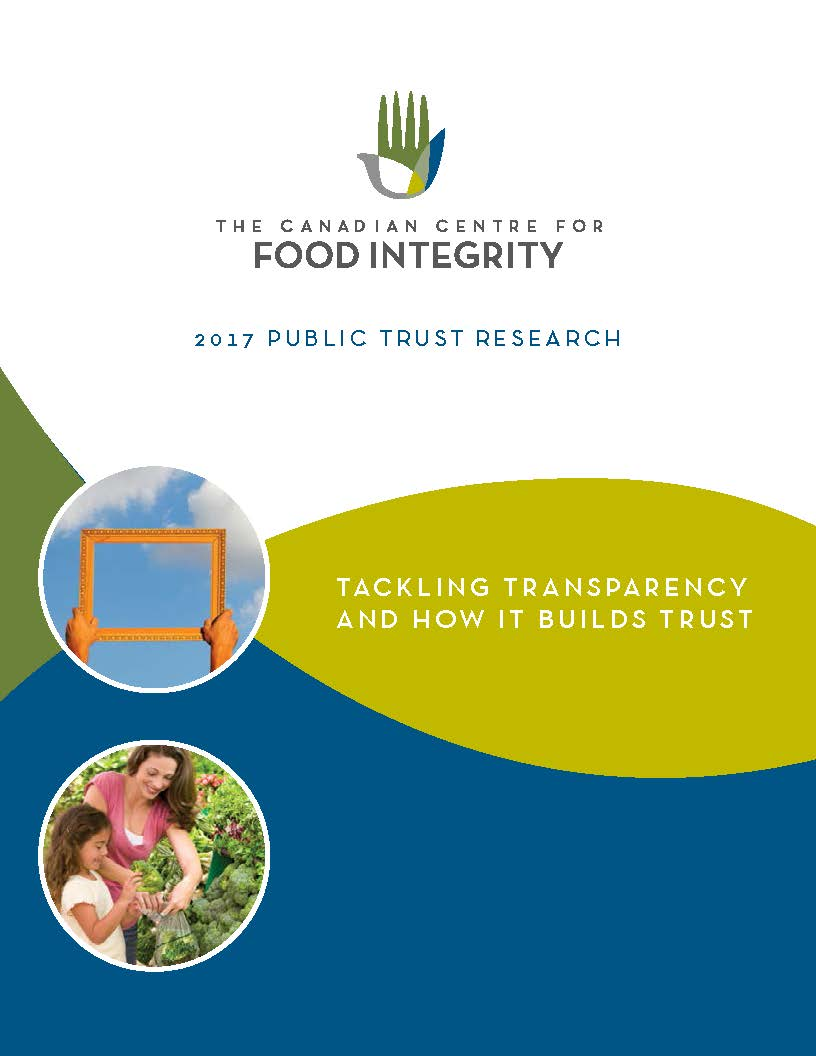 THE CANADIAN CENTRE FOR
FOOD INTEGRITY
2017 PUBLIC TRUST RESEARCH
TACKLING TRANSPARENCY
AND HOW IT BUILDS TRUST